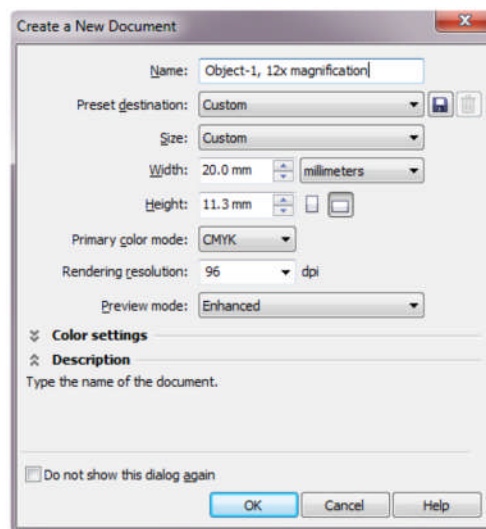 Create a New Document
Name: Object-1, 12x magnification
Preset destination: Custom
Size: Custom
Width: 20.0 mm millimeters
Height: 11.3 mm
Primary color mode: CMYK
Rendering resolution: 96 dpi
Preview mode: Enhanced
Color settings
Description
Type the name of the document.
Do not show this dialog again
OK Cancel Help